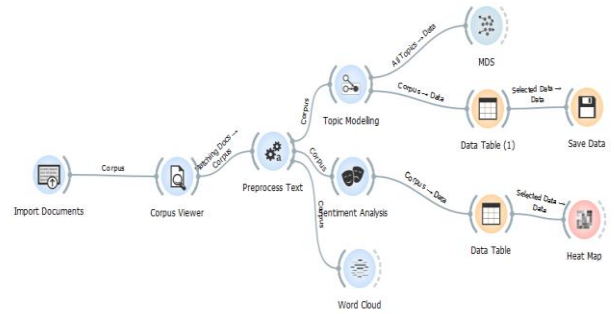 All Topics → Data
MDS
Corpus
Topic Modelling
Corpus → Data
Data Table (1)
Selected Data → Data
Save Data
Import Documents
Corpus
Corpus Viewer
Matching Docs → Corpus
Preprocess Text
Corpus
Sentiment Analysis
Corpus → Data
Data Table
Selected Data → Data
Heat Map
Corpus
Word Cloud